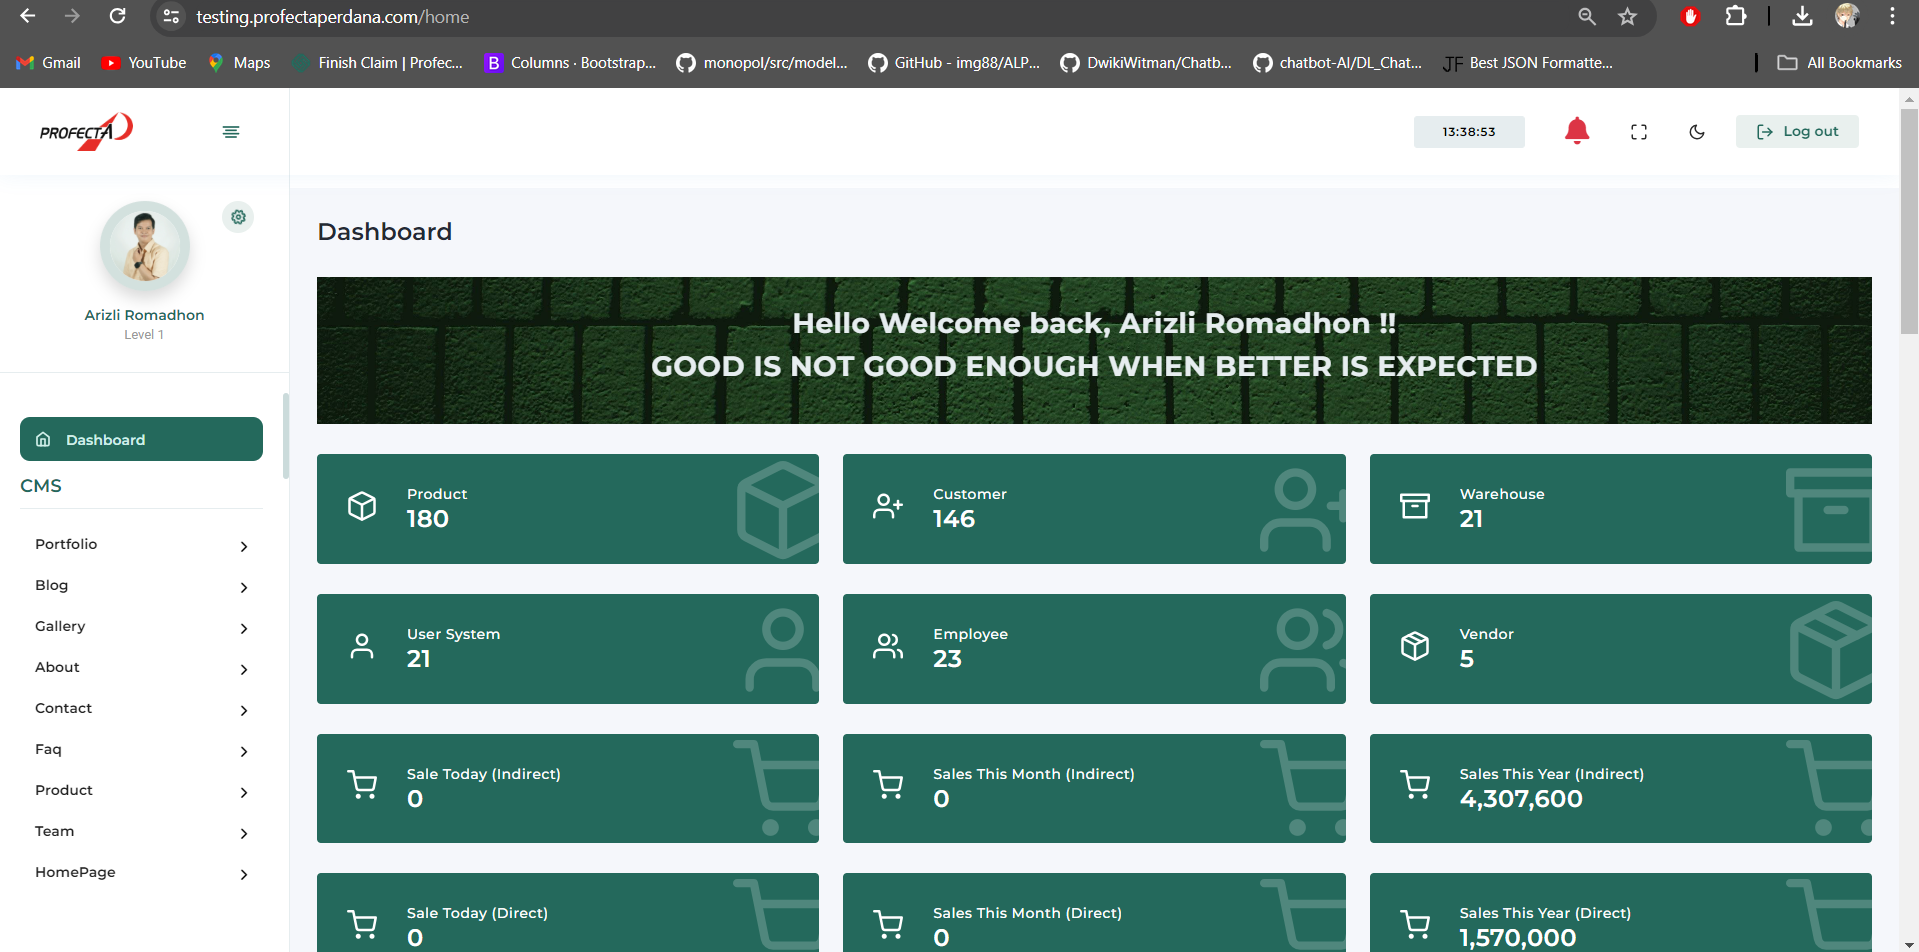 testing.profectaperdana.com/home
Gmail
YouTube
Maps
Finish Claim | Profec...
B
Columns · Bootstrap...
monopol/src/model...
GitHub - img88/ALP...
DwikiWitman/Chatb...
chatbot-AI/DL_Chat...
JF
Best JSON Formatte...
All Bookmarks
PROFECTA
13:38:53
Log out
Arizli Romadhon
Level 1
Dashboard
CMS
Portfolio
Blog
Gallery
About
Contact
Faq
Product
Team
HomePage
Dashboard
Hello Welcome back, Arizli Romadhon !!
GOOD IS NOT GOOD ENOUGH WHEN BETTER IS EXPECTED
Product
180
Customer
146
Warehouse
21
User System
21
Employee
23
Vendor
5
Sale Today (Indirect)
0
Sales This Month (Indirect)
0
Sales This Year (Indirect)
4,307,600
Sale Today (Direct)
0
Sales This Month (Direct)
0
Sales This Year (Direct)
1,570,000